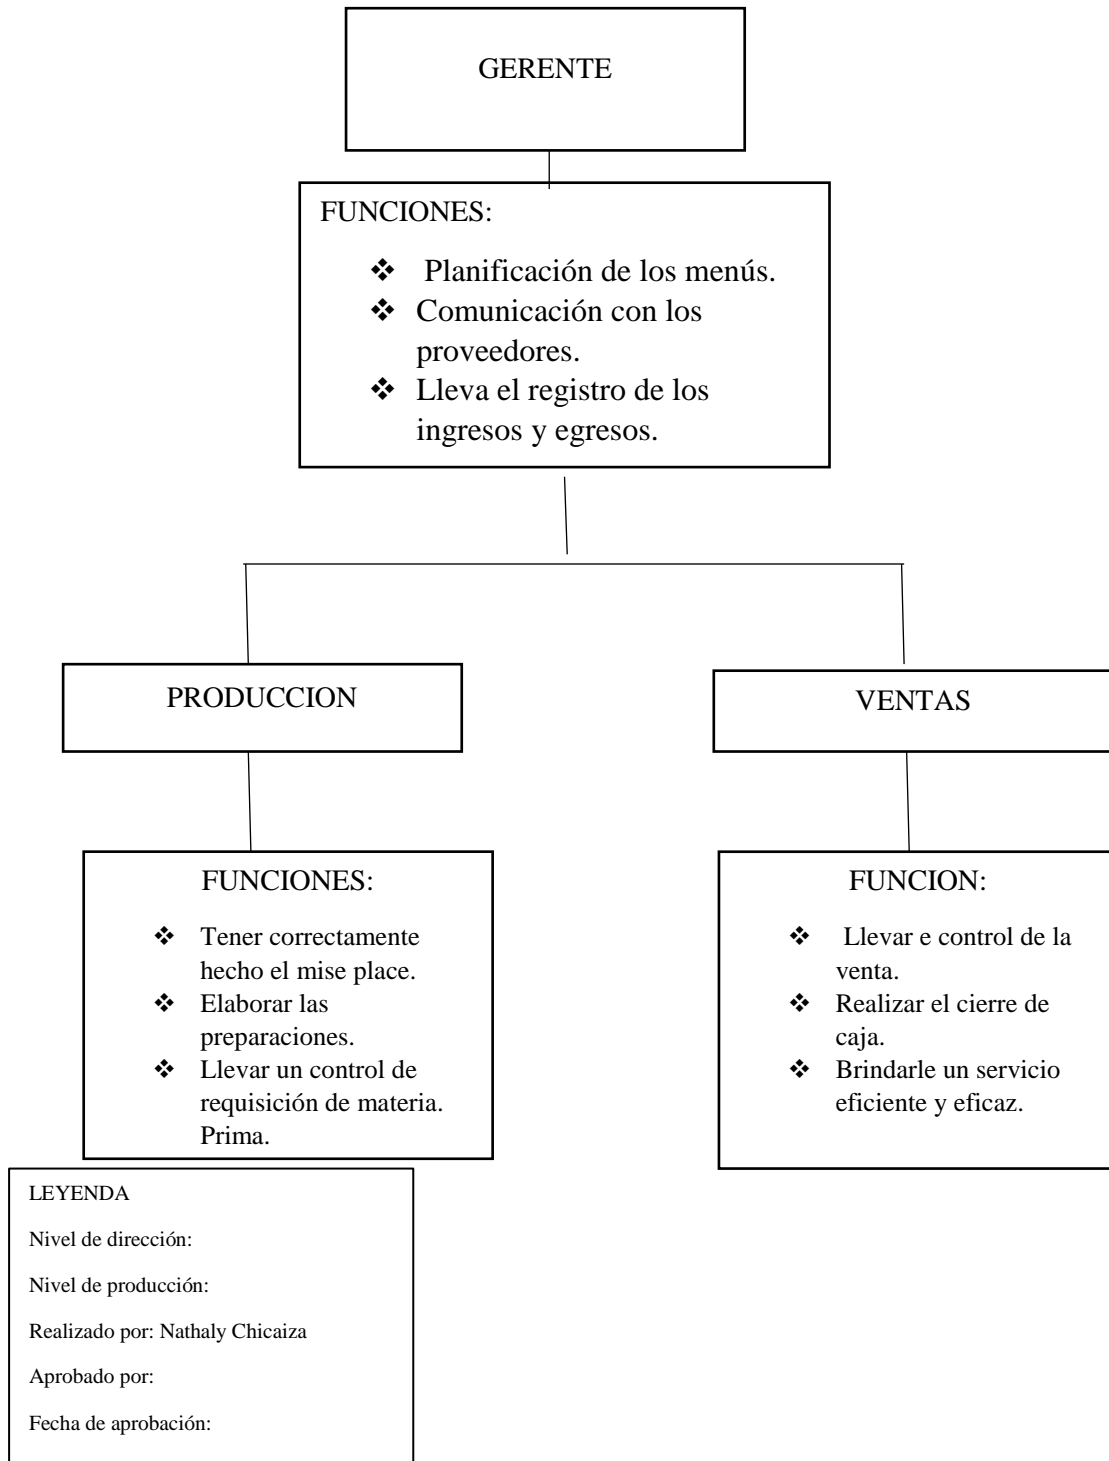 GERENTE
FUNCIONES:
❖ Planificación de los menús.
❖ Comunicación con los
proveedores.
❖ Lleva el registro de los
ingresos y egresos.
PRODUCCION
VENTAS
FUNCIONES:
❖ Tener correctamente
hecho el mise place.
❖ Elaborar las
preparaciones.
❖ Llevar un control de
requisición de materia.
Prima.
FUNCION:
❖ Llevar e control de la
venta.
❖ Realizar el cierre de
caja.
❖ Brindarle un servicio
eficiente y eficaz.
LEYENDA
Nivel de dirección:
Nivel de producción:
Realizado por: Nathaly Chicaiza
Aprobado por:
Fecha de aprobación: